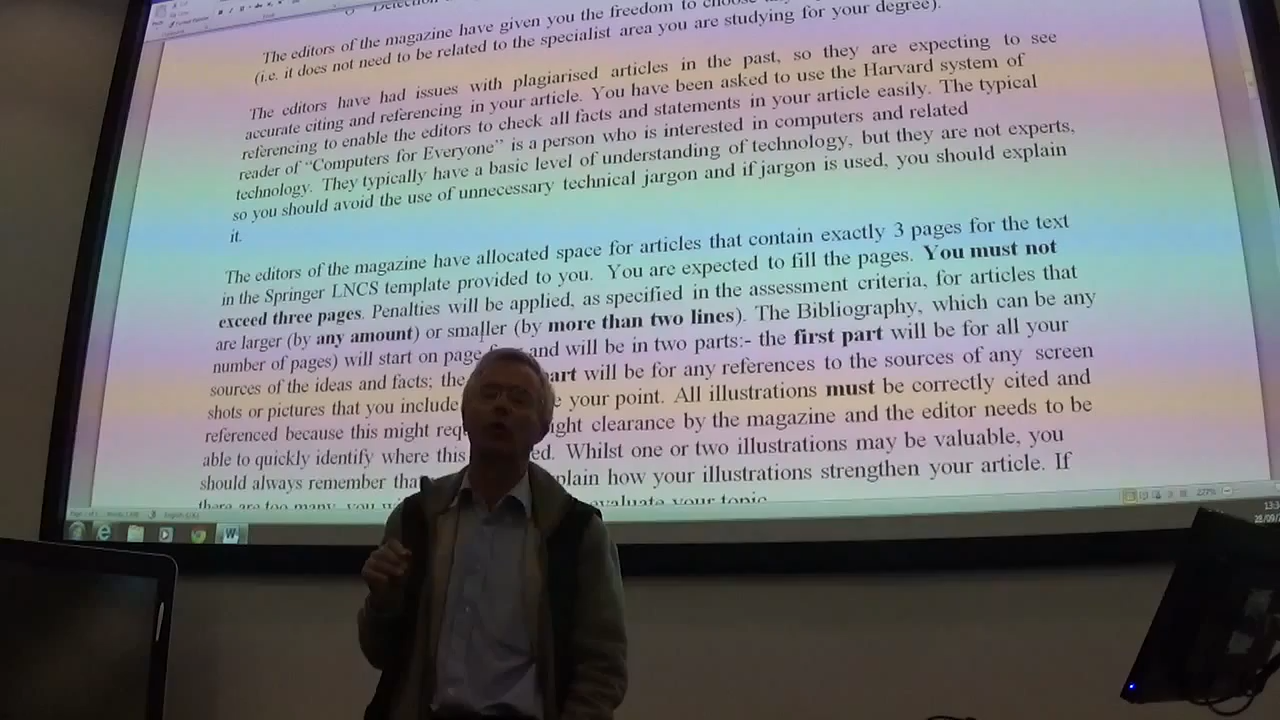 Detection
The editors of the magazine have given you the freedom to choose
(i.e. it does not need to be related to the specialist area you are studying for your degree).
The editors have had issues with plagiarised articles in the past, so they are expecting to see
accurate citing and referencing in your article. You have been asked to use the Harvard system of
referencing to enable the editors to check all facts and statements in your article easily. The typical
reader of "Computers for Everyone" is a person who is interested in computers and related
technology. They typically have a basic level of understanding of technology, but they are not experts,
so you should avoid the use of unnecessary technical jargon and if jargon is used, you should explain
it.
The editors of the magazine have allocated space for articles that contain exactly 3 pages for the text
in the Springer LNCS template provided to you. You are expected to fill the pages. You must not
exceed three pages. Penalties will be applied, as specified in the assessment criteria, for articles that
are larger (by any amount) or smaller (by more than two lines). The Bibliography, which can be any
number of pages) will start on page and will be in two parts:- the first part will be for all your
sources of the ideas and facts; the part will be for any references to the sources of any screen
shots or pictures that you include your point. All illustrations must be correctly cited and
referenced because this might clearance by the magazine and the editor needs to be
able to quickly identify where this Whilst one or two illustrations may be valuable, you
should always remember how your illustrations strengthen your article. If
there are too many, you evaluate your topic
227%